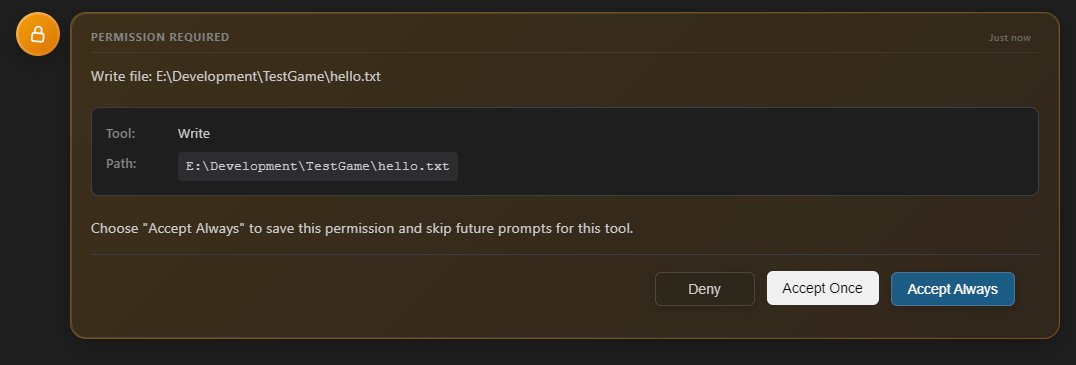 PERMISSION REQUIRED Just now
Write file: E:\Development\TestGame\hello.txt
Tool: Write
Path: E:\Development\TestGame\hello.txt
Choose "Accept Always" to save this permission and skip future prompts for this tool.
Deny Accept Once Accept Always